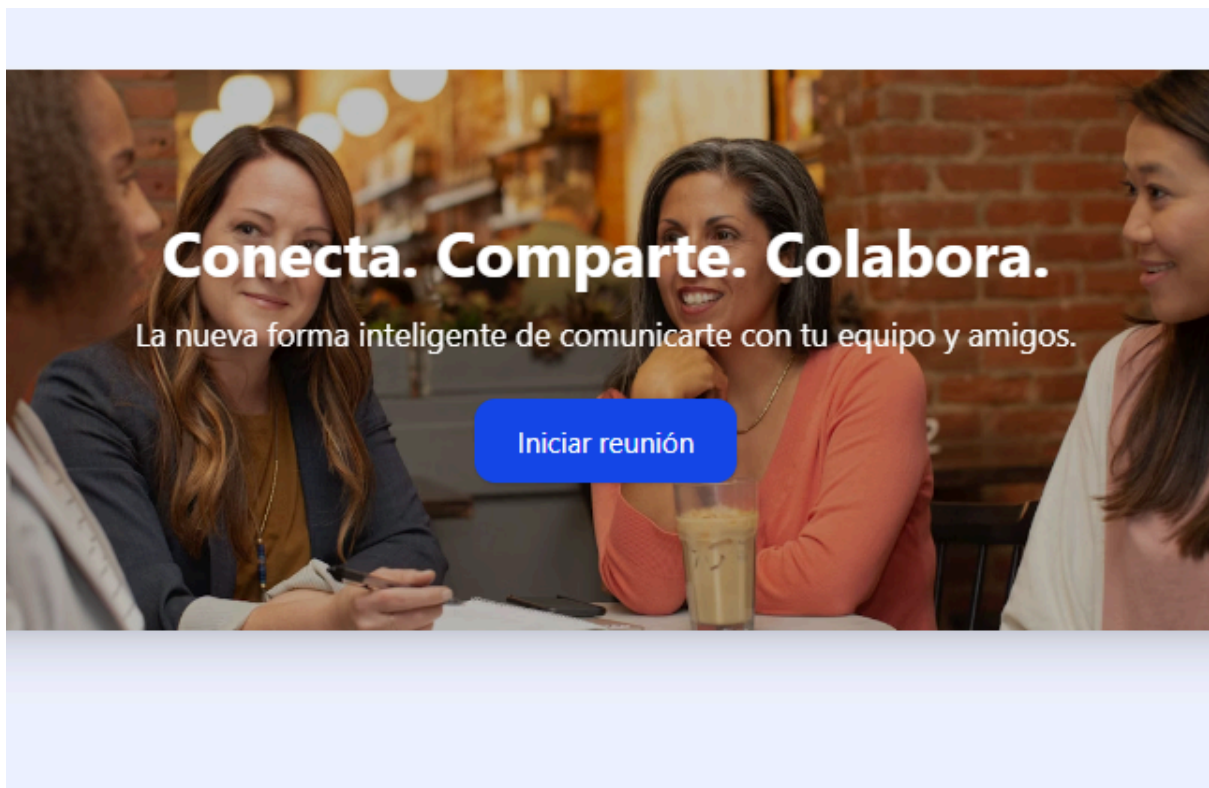 Conecta. Comparte. Colabora.
La nueva forma inteligente de comunicarte con tu equipo y amigos.
Iniciar reunión